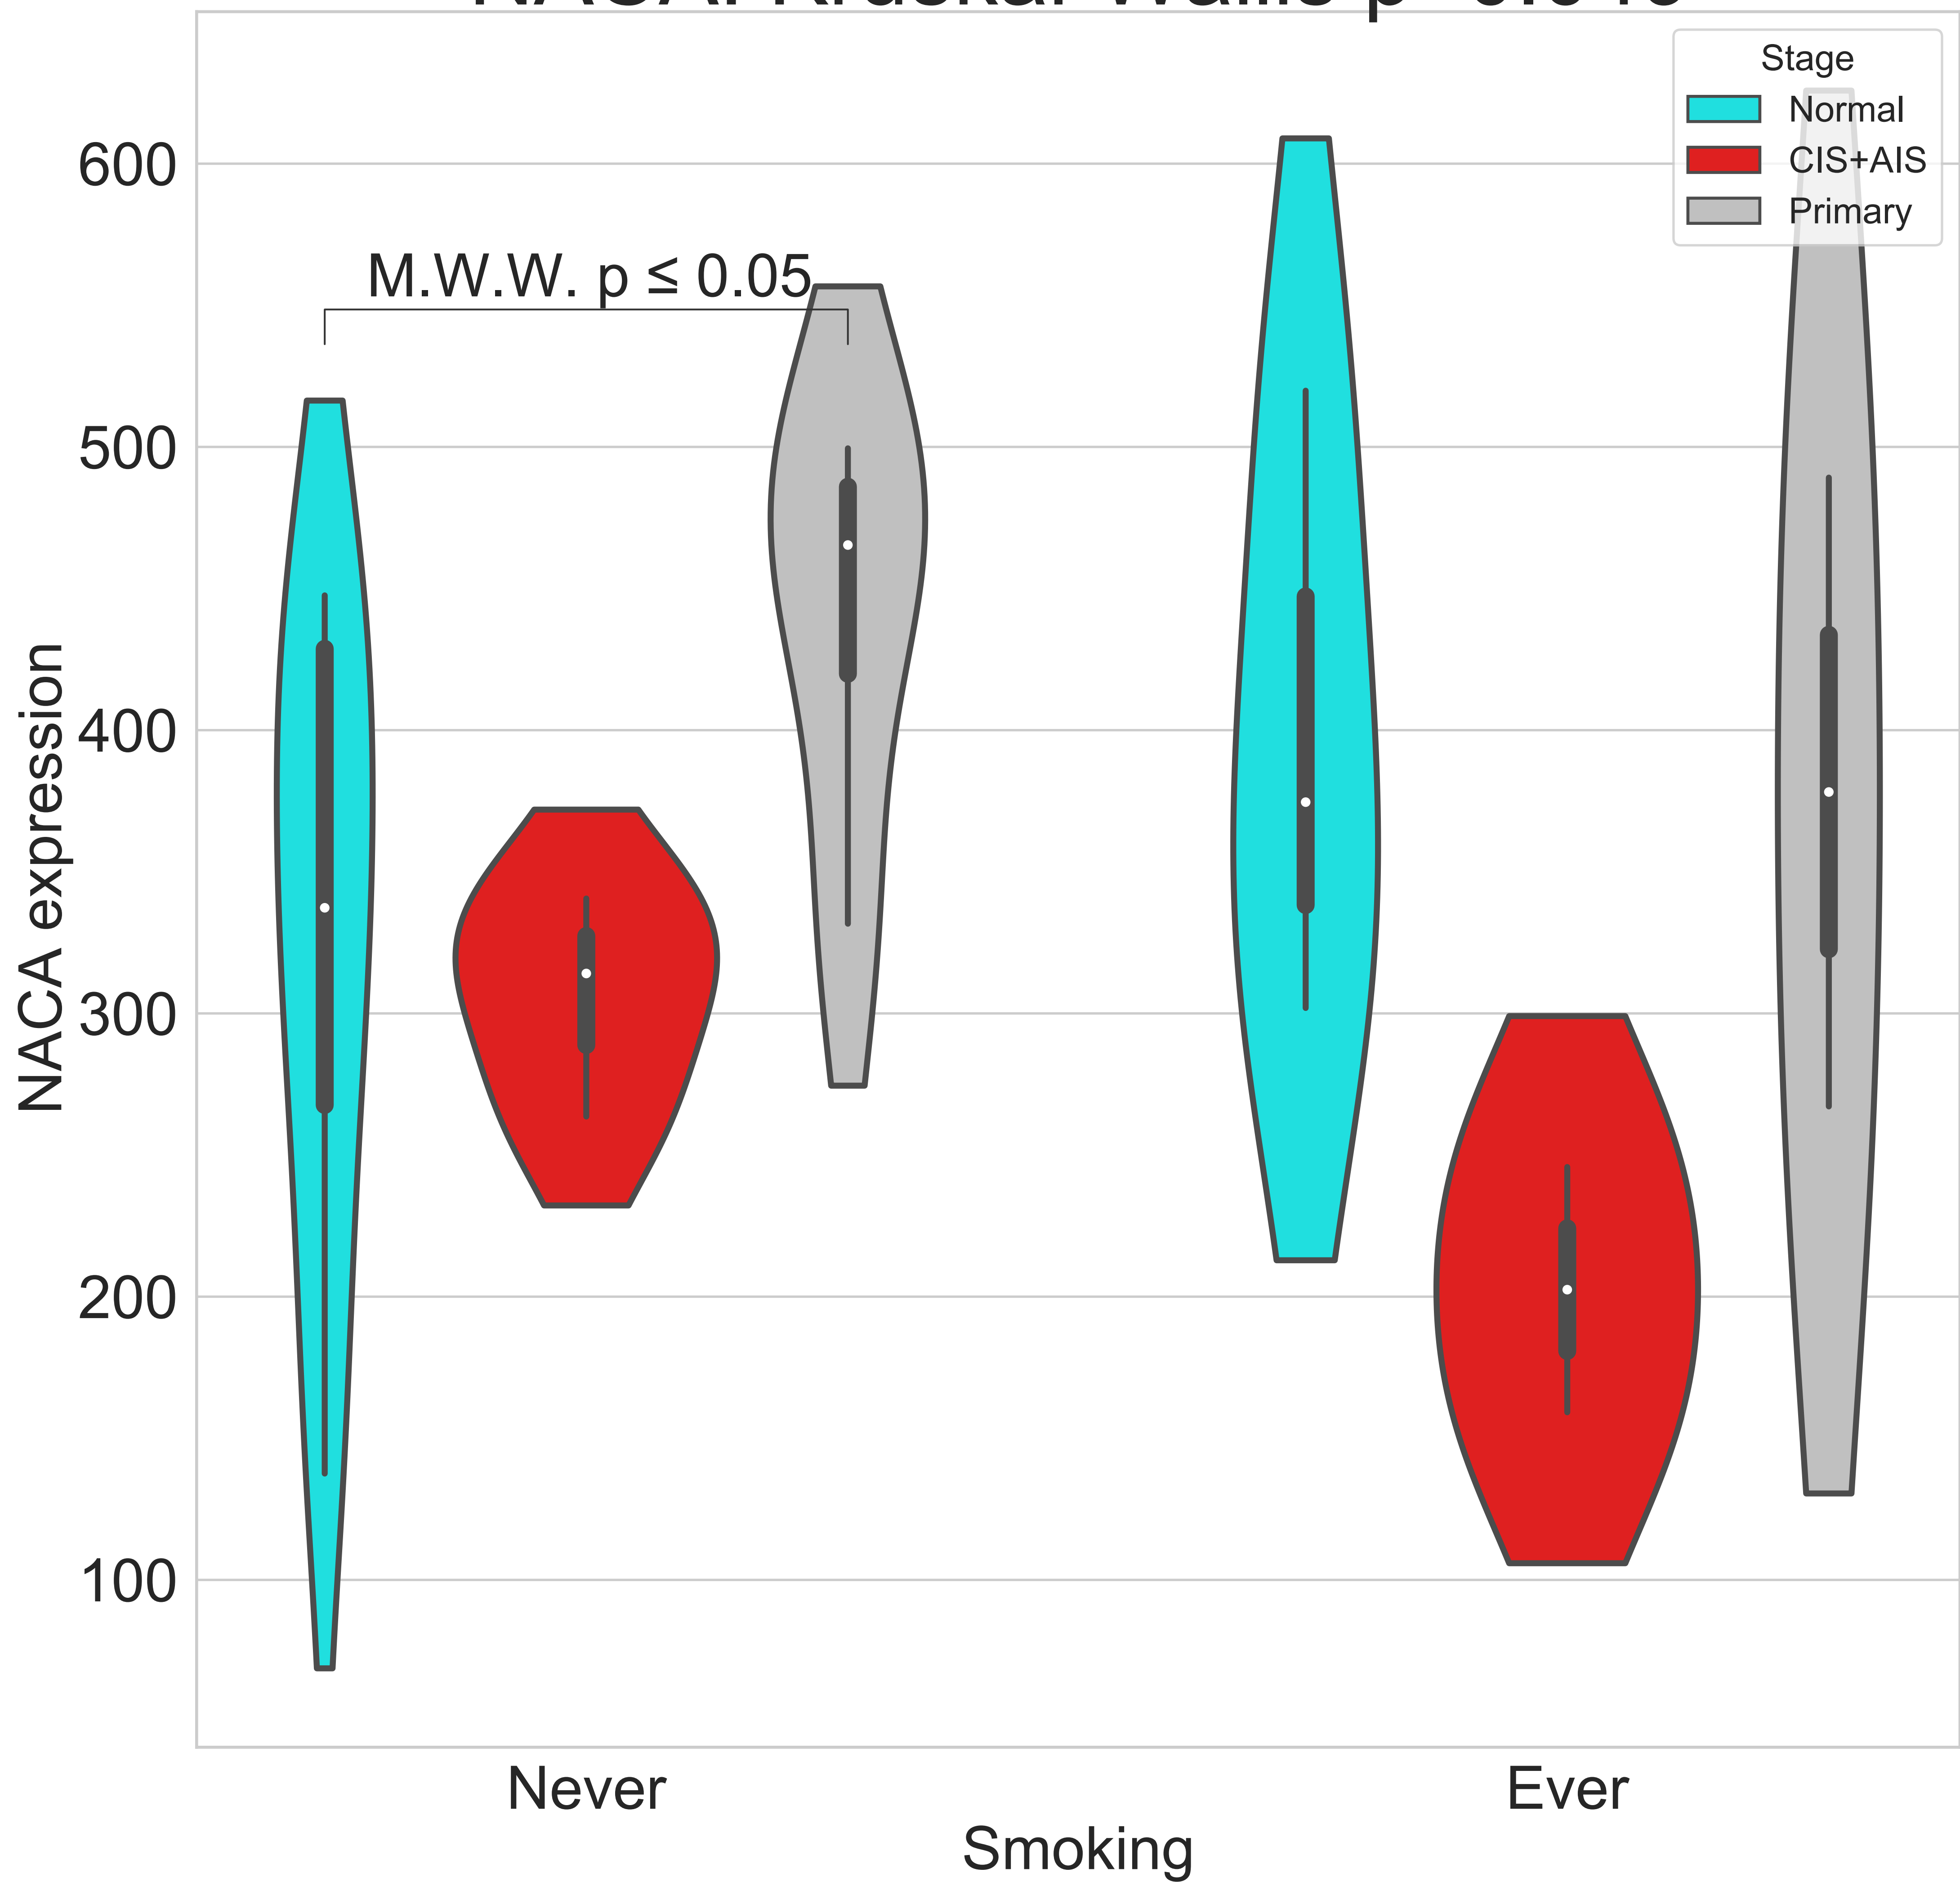 Stage
Normal
CIS+AIS
Primary
M.W.W. p ≤ 0.05
600
500
400
300
200
100
NACA expression
Never
Ever
Smoking